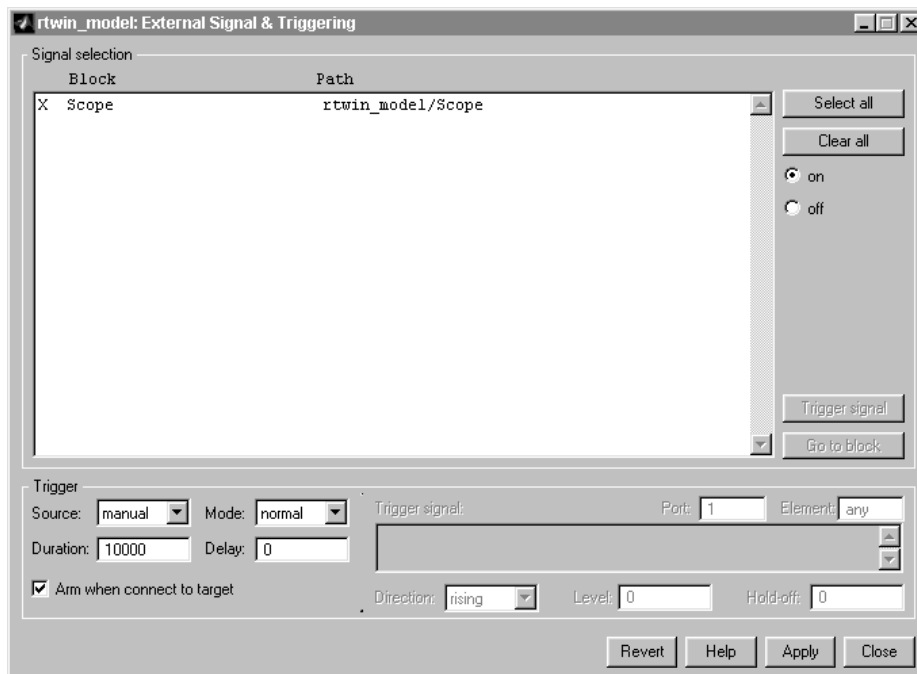 rtwin_model: External Signal & Triggering
Signal selection
Block Path
X Scope rtwin_model/Scope
Select all
Clear all
on
off
Trigger signal
Go to block
Trigger
Source: manual Mode: normal
Duration: 10000 Delay: 0
Arm when connect to target
Trigger signal: Port: 1 Element: any
Direction: rising Level: 0 Hold-off: 0
Revert Help Apply Close